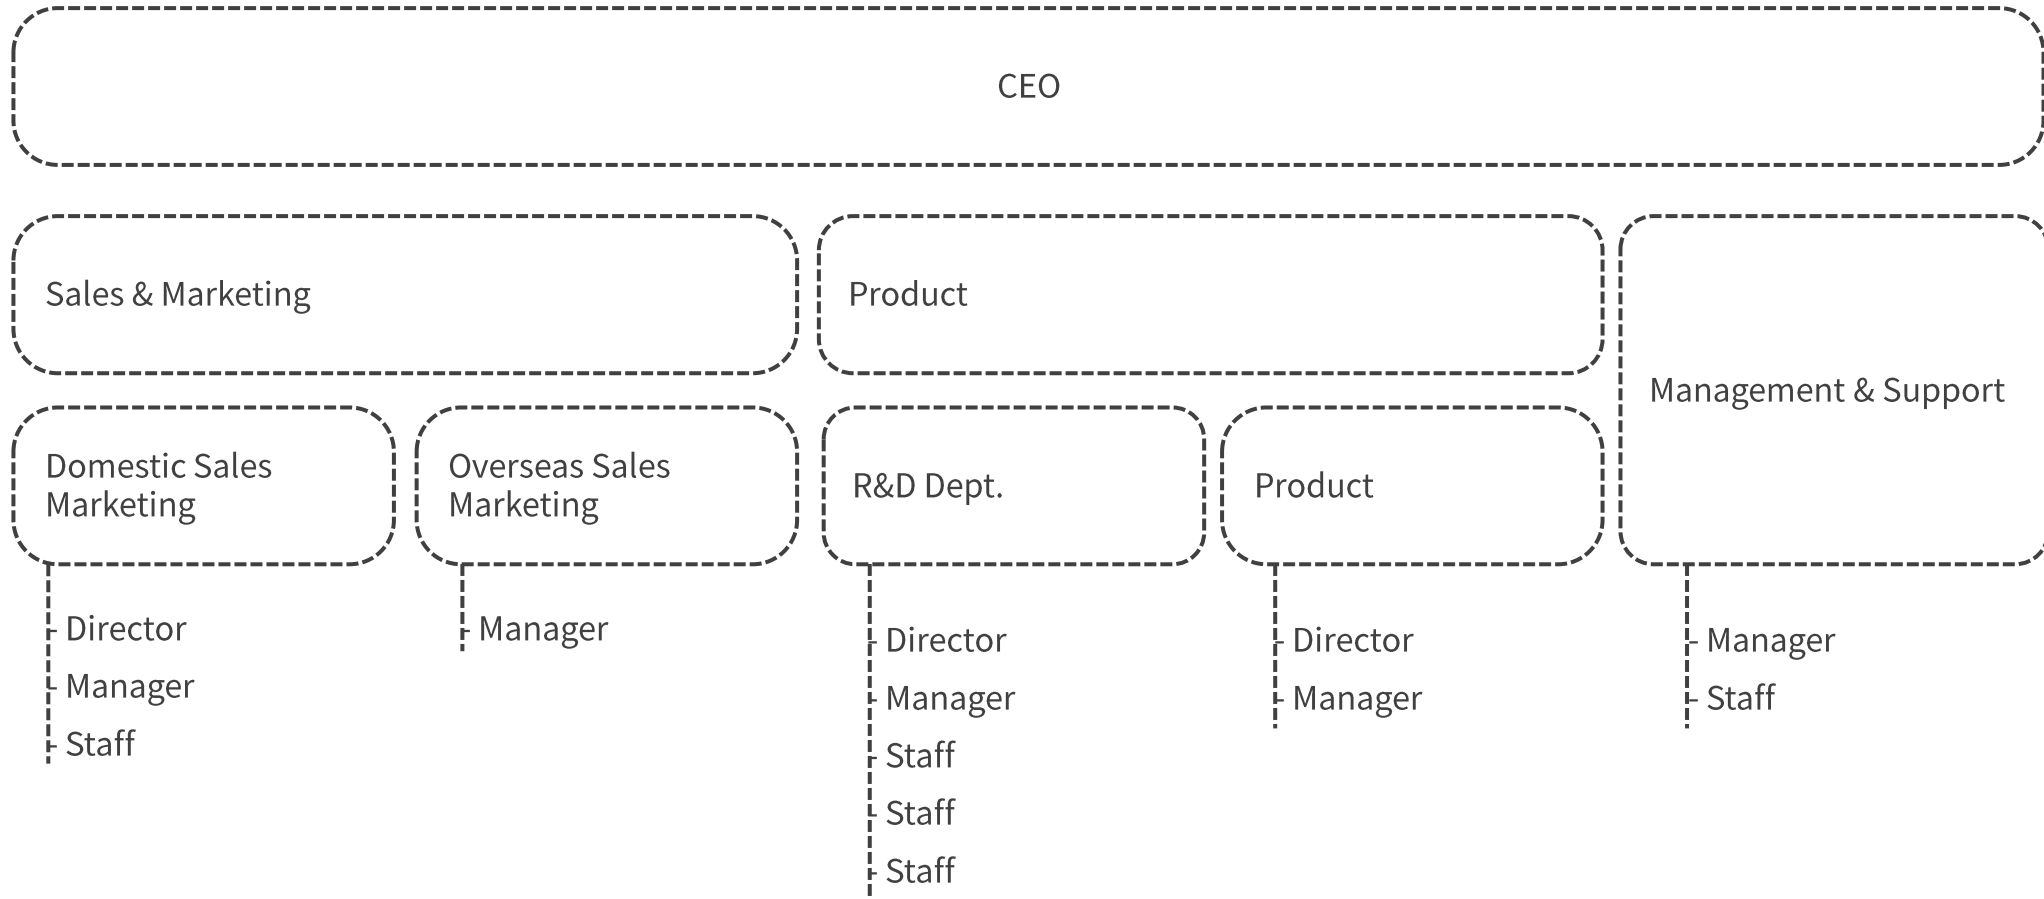 CEO
Sales & Marketing
Product
Management & Support
Domestic Sales
Marketing
Overseas Sales
Marketing
R&D Dept.
Product
- Director
- Manager
- Staff
- Manager
- Director
- Manager
- Staff
- Staff
- Staff
- Director
- Manager
- Manager
- Staff